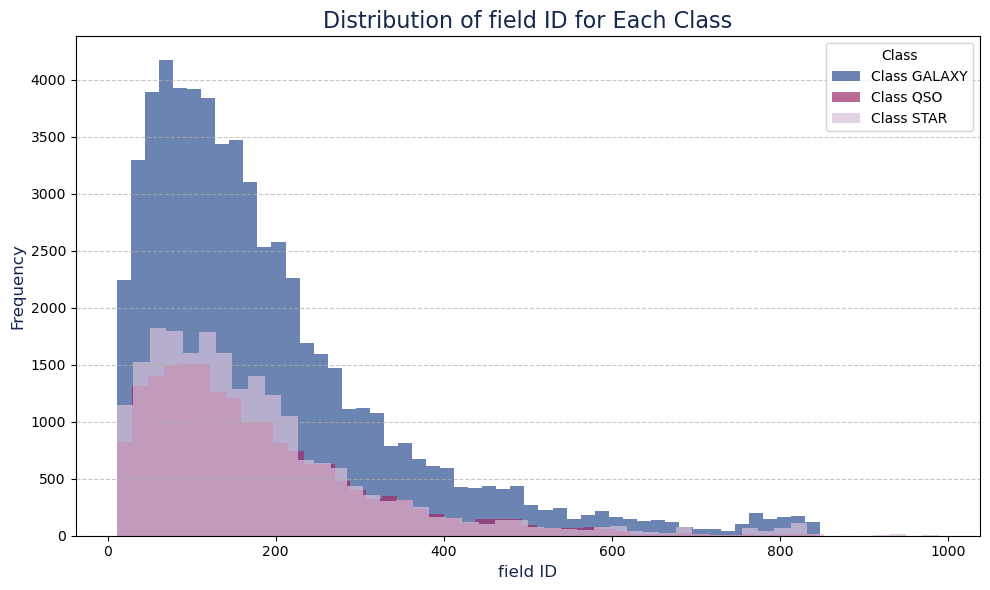 Distribution of field ID for Each Class
Class
Class GALAXY
Class QSO
Class STAR
Frequency
4000
3500
3000
2500
2000
1500
1000
500
0
0 200 400 600 800 1000
field ID